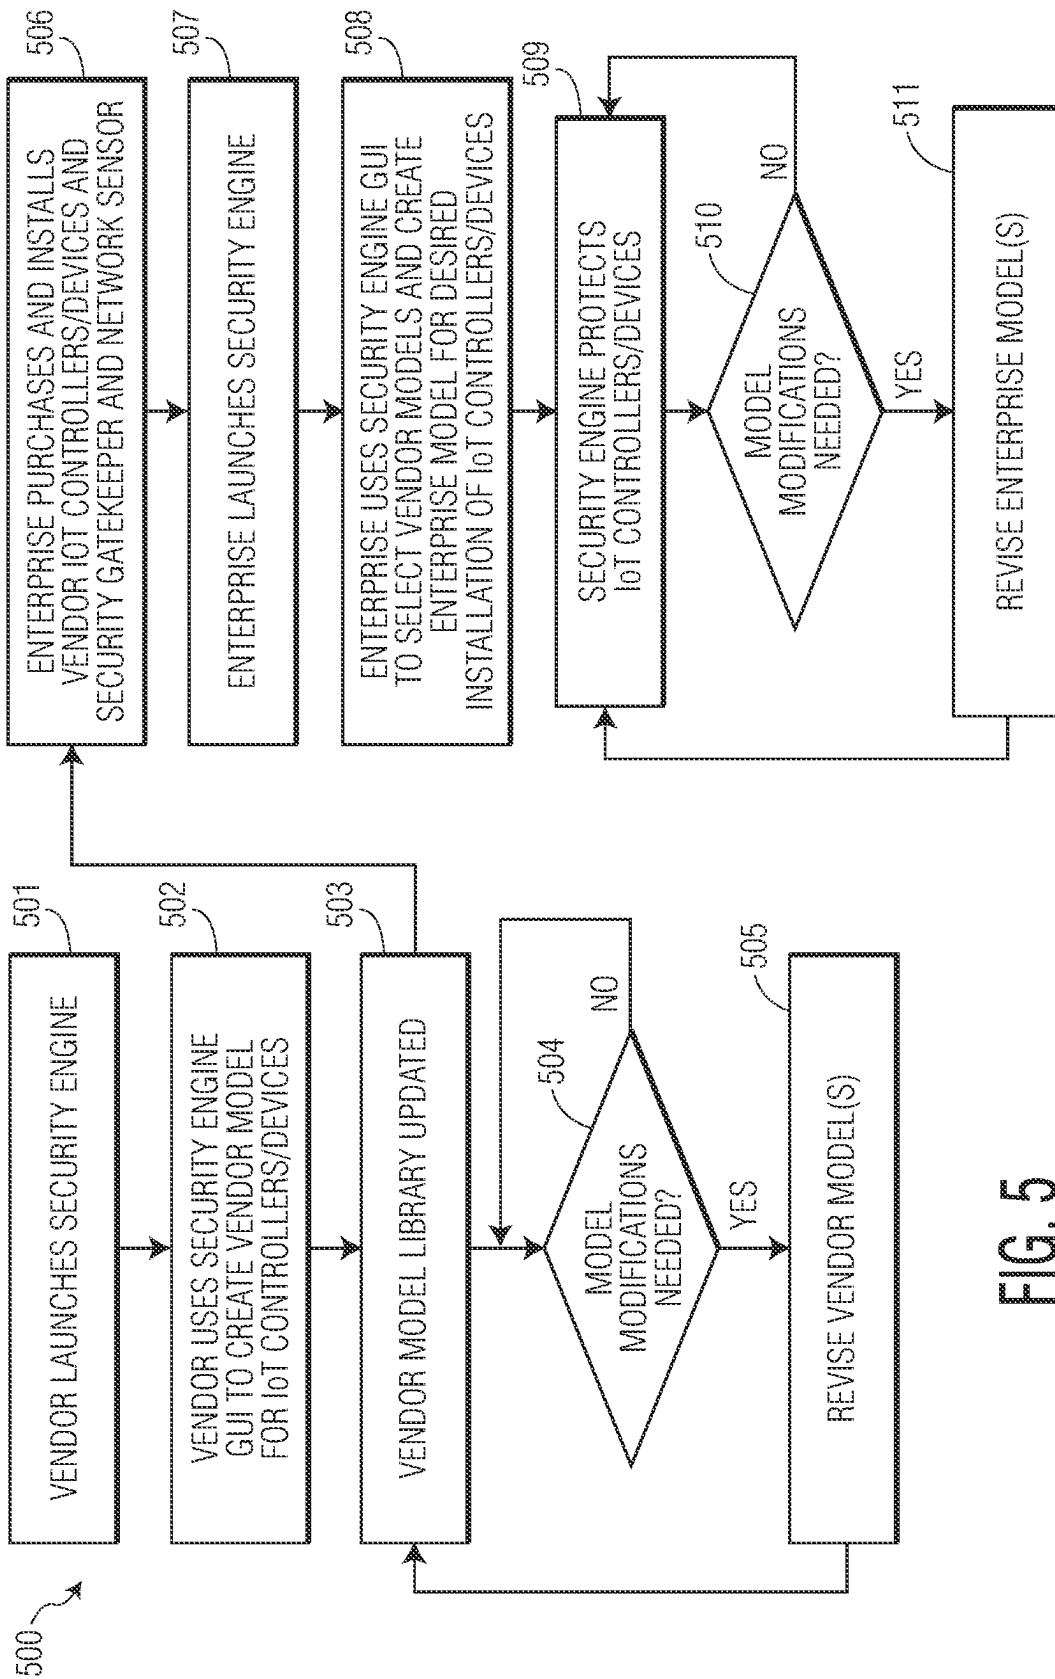 500
501
VENDOR LAUNCHES SECURITY ENGINE
502
VENDOR USES SECURITY ENGINE
GUI TO CREATE VENDOR MODEL
FOR IoT CONTROLLERS/DEVICES
503
VENDOR MODEL LIBRARY UPDATED
504
MODEL
MODIFICATIONS
NEEDED?
NO
YES
505
REVISE VENDOR MODEL(S)
506
ENTERPRISE PURCHASES AND INSTALLS
VENDOR IOT CONTROLLERS/DEVICES AND
SECURITY GATEKEEPER AND NETWORK SENSOR
507
ENTERPRISE LAUNCHES SECURITY ENGINE
508
ENTERPRISE USES SECURITY ENGINE GUI
TO SELECT VENDOR MODELS AND CREATE
ENTERPRISE MODEL FOR DESIRED
INSTALLATION OF IoT CONTROLLERS/DEVICES
509
SECURITY ENGINE PROTECTS
IoT CONTROLLERS/DEVICES
510
MODEL
MODIFICATIONS
NEEDED?
NO
YES
511
REVISE ENTERPRISE MODEL(S)
FIG. 5